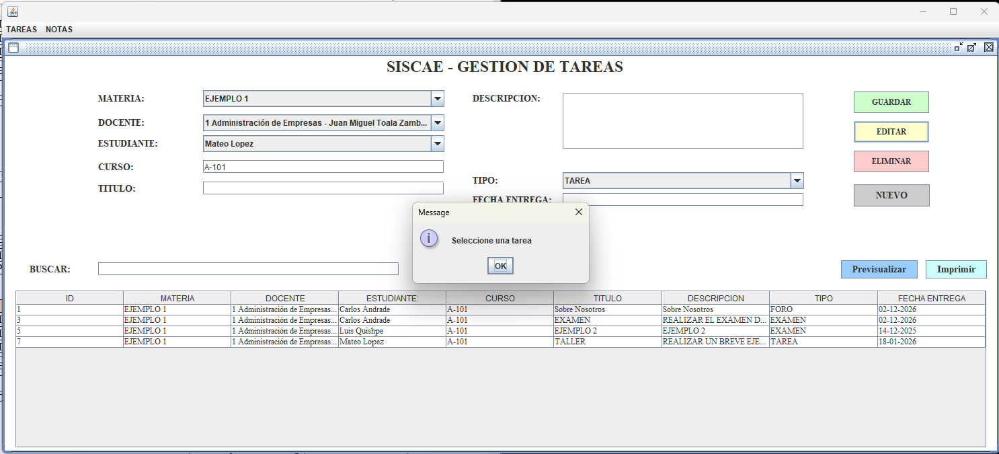 TAREAS NOTAS
SISCAE - GESTION DE TAREAS
MATERIA: EJEMPLO 1 DESCRIPCION: GUARDAR
DOCENTE: 1 Administración de Empresas - Juan Miguel Toala Zamb... EDITAR
ESTUDIANTE: Mateo Lopez
CURSO: A-101 ELIMINAR
TITULO: TIPO: TAREA
FECHA ENTREGA: NUEVO
Message
Seleccione una tarea
OK
BUSCAR: Previsualizar Imprimir
ID MATERIA DOCENTE ESTUDIANTE: CURSO TITULO DESCRIPCION TIPO FECHA ENTREGA
1 EJEMPLO 1 1 Administración de Empresas... Carlos Andrade A-101 Sobre Nosotros Sobre Nosotros FORO 02-12-2026
3 EJEMPLO 1 1 Administración de Empresas... Carlos Andrade A-101 EXAMEN REALIZAR EL EXAMEN D... EXAMEN 02-12-2026
5 EJEMPLO 1 1 Administración de Empresas... Luis Quishpe A-101 EJEMPLO 2 EJEMPLO 2 EXAMEN 14-12-2025
7 EJEMPLO 1 1 Administración de Empresas... Mateo Lopez A-101 TALLER REALIZAR UN BREVE EJE... TAREA 18-01-2026